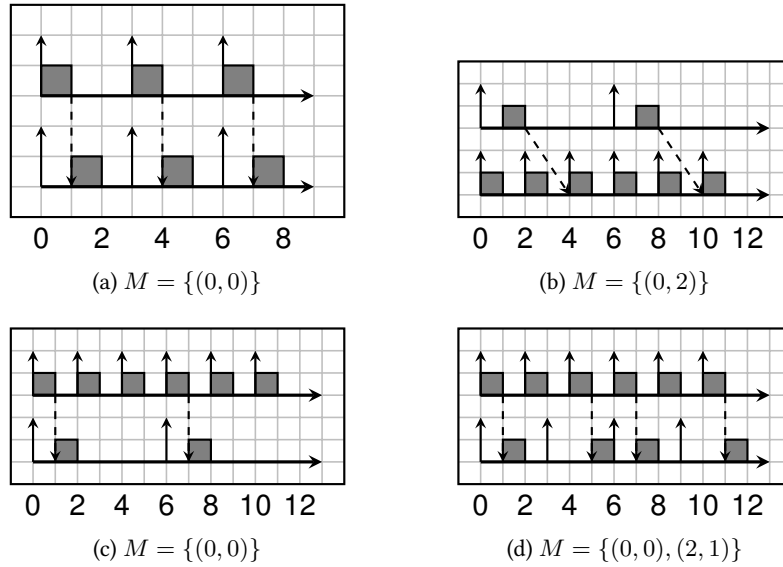 0 2 4 6 8
(a) M = {(0, 0)}
0 2 4 6 8 10 12
(b) M = {(0, 2)}
0 2 4 6 8 10 12
(c) M = {(0, 0)}
0 2 4 6 8 10 12
(d) M = {(0, 0), (2, 1)}